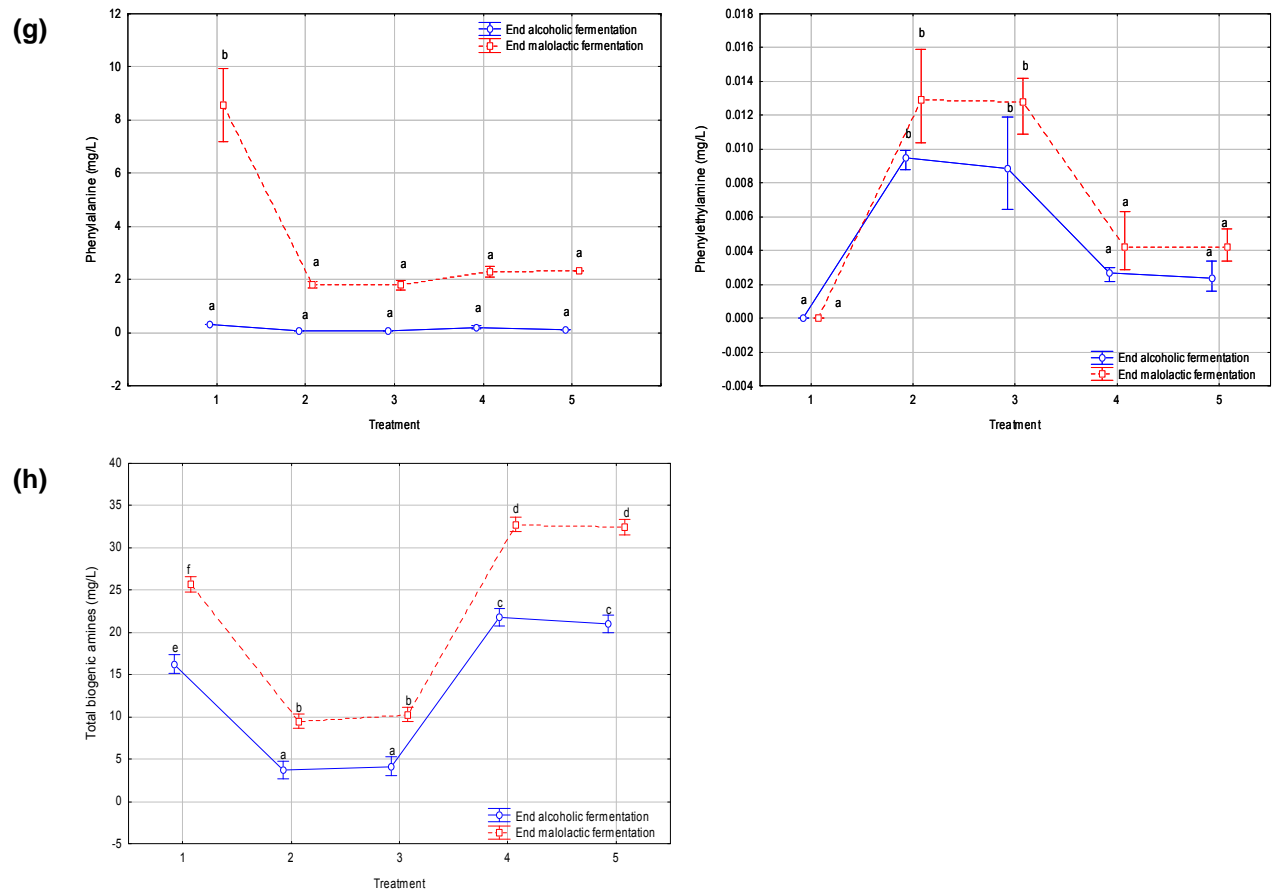 (g)
12
10
8
6
4
2
0
-2
Phenylalanine (mg/L)
End alcoholic fermentation
End malolactic fermentation
b
a
a
a
a
a
a
a
a
a
1
2
3
4
5
Treatment
0.018
0.016
0.014
0.012
0.010
0.008
0.006
0.004
0.002
0.000
-0.002
-0.004
Phenylethylamine (mg/L)
b
b
b
b
a
a
a
a
a
a
End alcoholic fermentation
End malolactic fermentation
1
2
3
4
5
Treatment
(h)
40
35
30
25
20
15
10
5
0
-5
Total biogenic amines (mg/L)
f
e
b
a
b
a
d
c
d
c
End alcoholic fermentation
End malolactic fermentation
1
2
3
4
5
Treatment